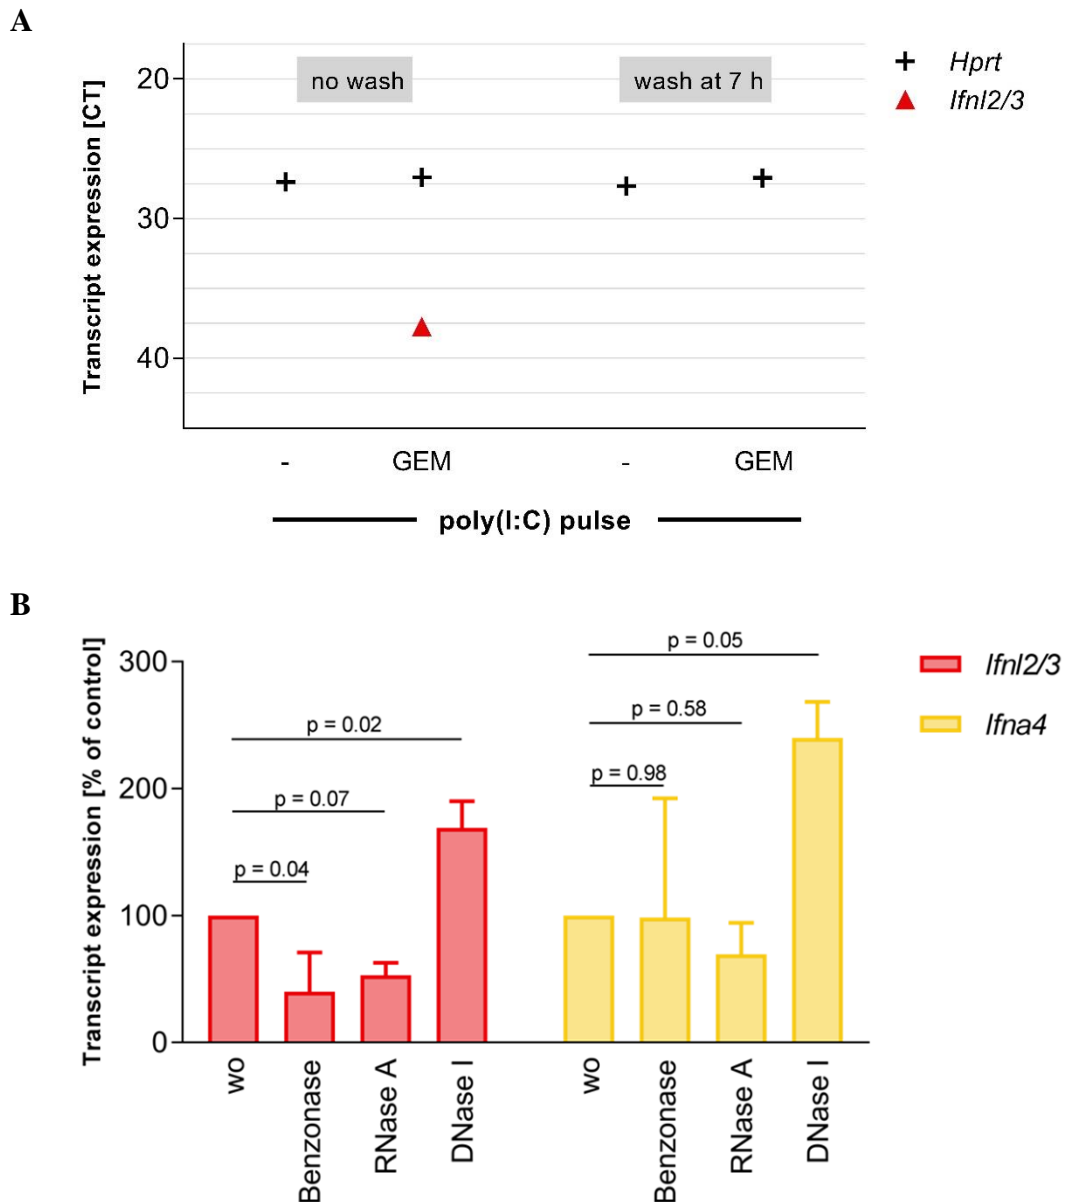 A
Transcript expression [CT]
20
30
40
no wash
wash at 7 h
Hprt
Ifnl2/3
-
GEM
-
GEM
poly(I:C) pulse
B
Transcript expression [% of control]
300
200
100
0
p = 0.02
p = 0.07
p = 0.04
p = 0.05
p = 0.58
p = 0.98
Ifnl2/3
Ifna4
wo
Benzonase
RNase A
DNase I
wo
Benzonase
RNase A
DNase I